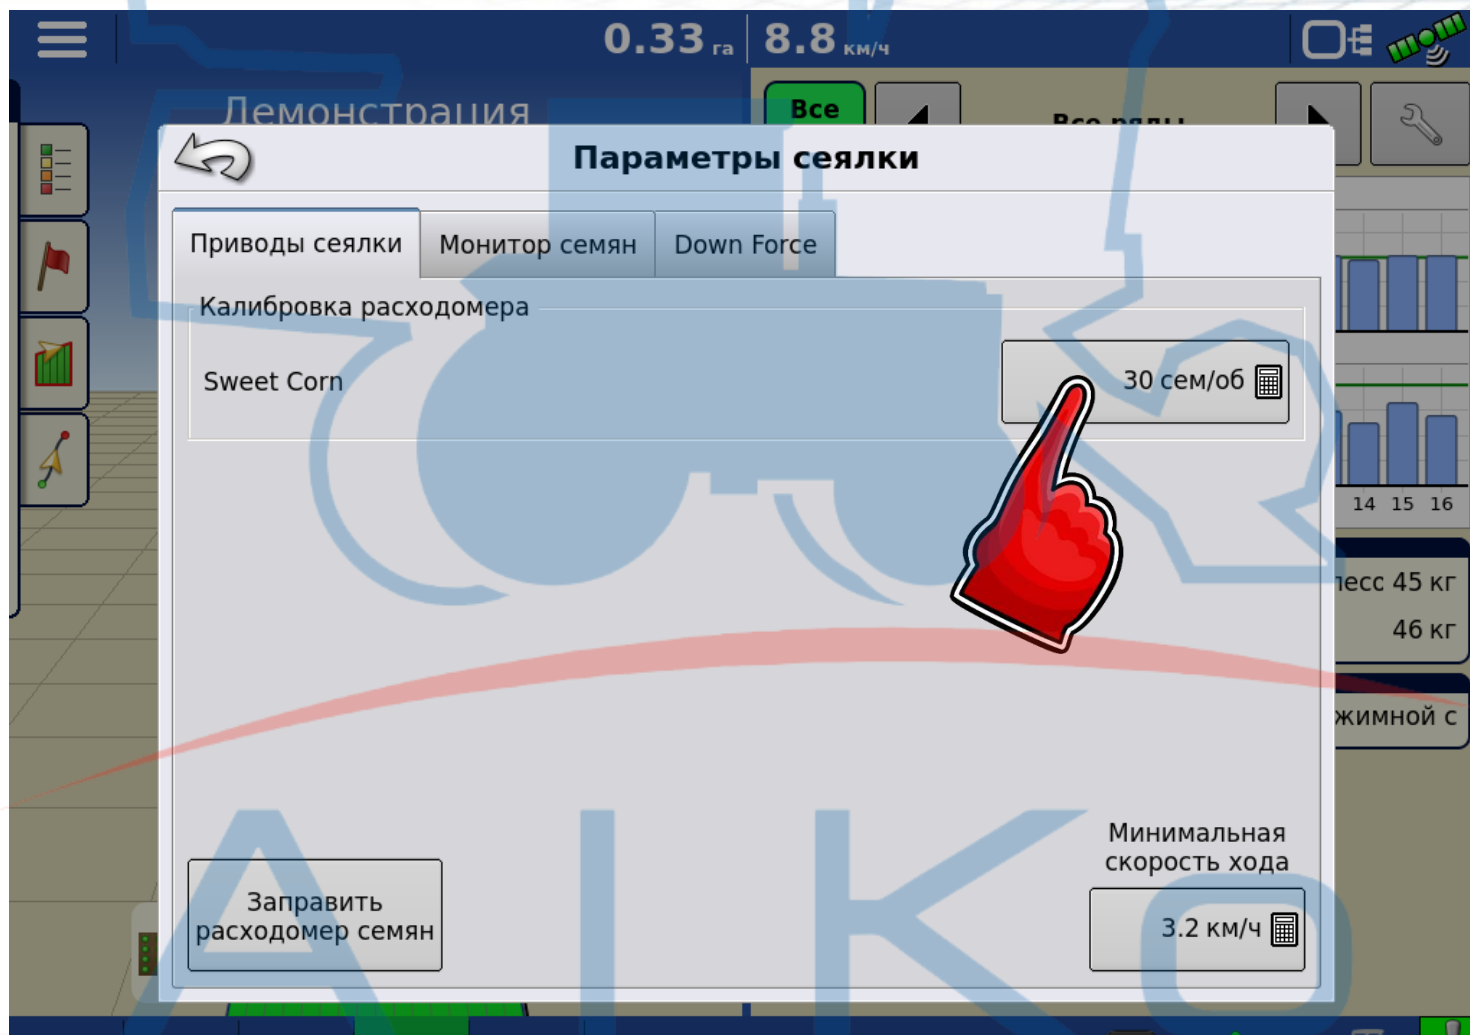 0.33 га
8.8 км/ч
Демонстрация
Все
Все ряды
Параметры сеялки
Приводы сеялки
Монитор семян
Down Force
Калибровка расходомера
Sweet Corn
30 сем/об
14 15 16
45 кг
46 кг
жимной с
Минимальная
скорость хода
Заправить
расходомер семян
3.2 км/ч